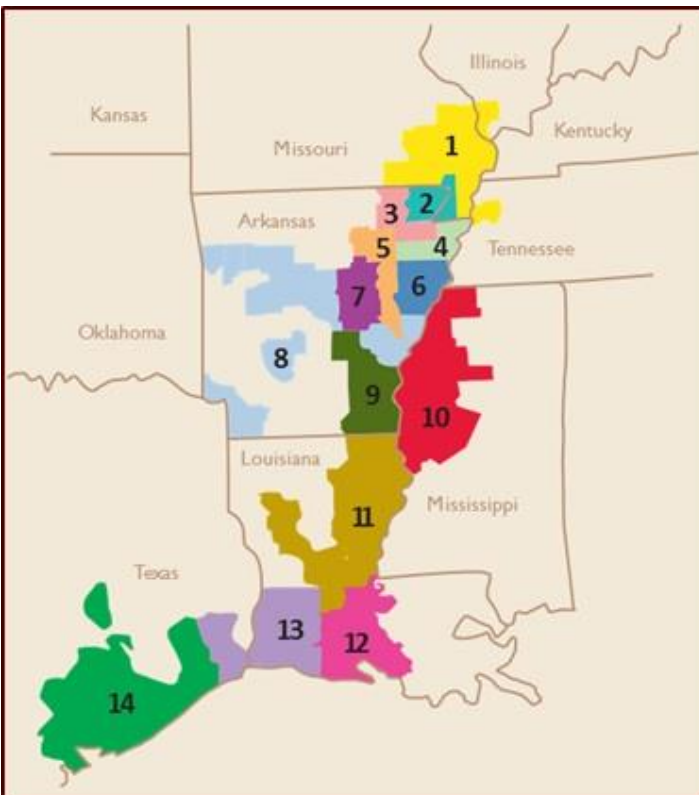 Illinois
Kansas
Kentucky
Missouri
1
2
3
Arkansas
4
5
Tennessee
6
7
Oklahoma
8
9
10
Louisiana
Mississippi
11
Texas
13
12
14